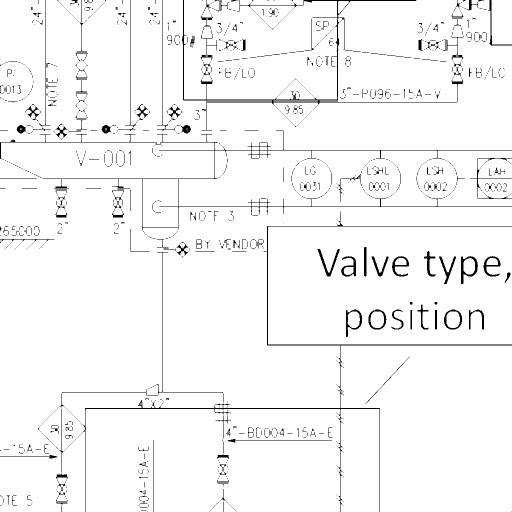 24"
24"
24"
1"
900#
3/4"
1.90
SP
64
NOTE 8
3/4"
1"
900
FB/LO
FB/LO
NOTE 7
0013
3"
30
9.85
3"-P096-15A-V
V-001
LG
0031
LSHL
0001
LSH
0002
LAH
0002
NOTE 3
2"
2"
265000
BY VENDOR
Valve type,
position
4"X2"
30
9.85
4"-BD004-15A-E
-15A-E
004-15A-E
OTE 5